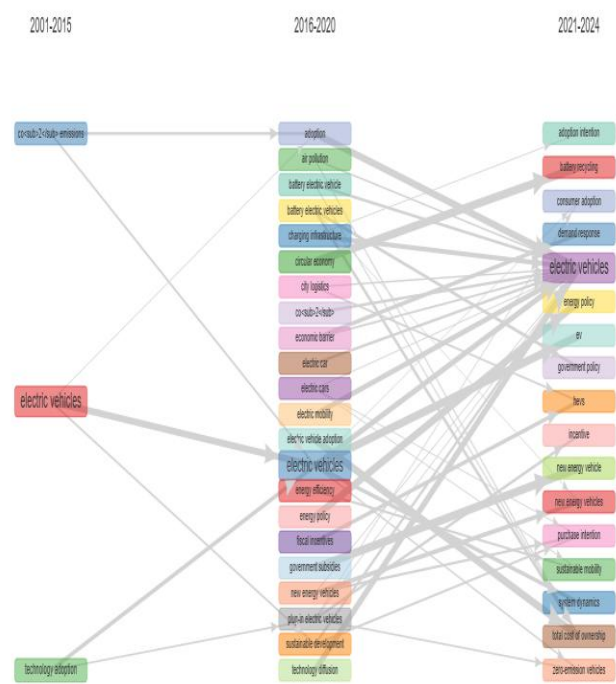 2001-2015
2016-2020
2021-2024
co<sub>2</sub> emissions
electric vehicles
technology adoption
adoption
air pollution
battery electric vehicle
battery electric vehicles
charging infrastructure
circular economy
city logistics
co<sub>2</sub>
economic barrier
electric car
electric cars
electric mobility
electric vehicle adoption
electric vehicles
energy efficiency
energy policy
fiscal incentives
government subsidies
new energy vehicles
plug-in electric vehicles
sustainable development
technology diffusion
adoption intention
battery recycling
consumer adoption
demand response
electric vehicles
energy policy
ev
government policy
hevs
incentive
new energy vehicle
new energy vehicles
purchase intention
sustainable mobility
system dynamics
total cost of ownership
zero-emission vehicles